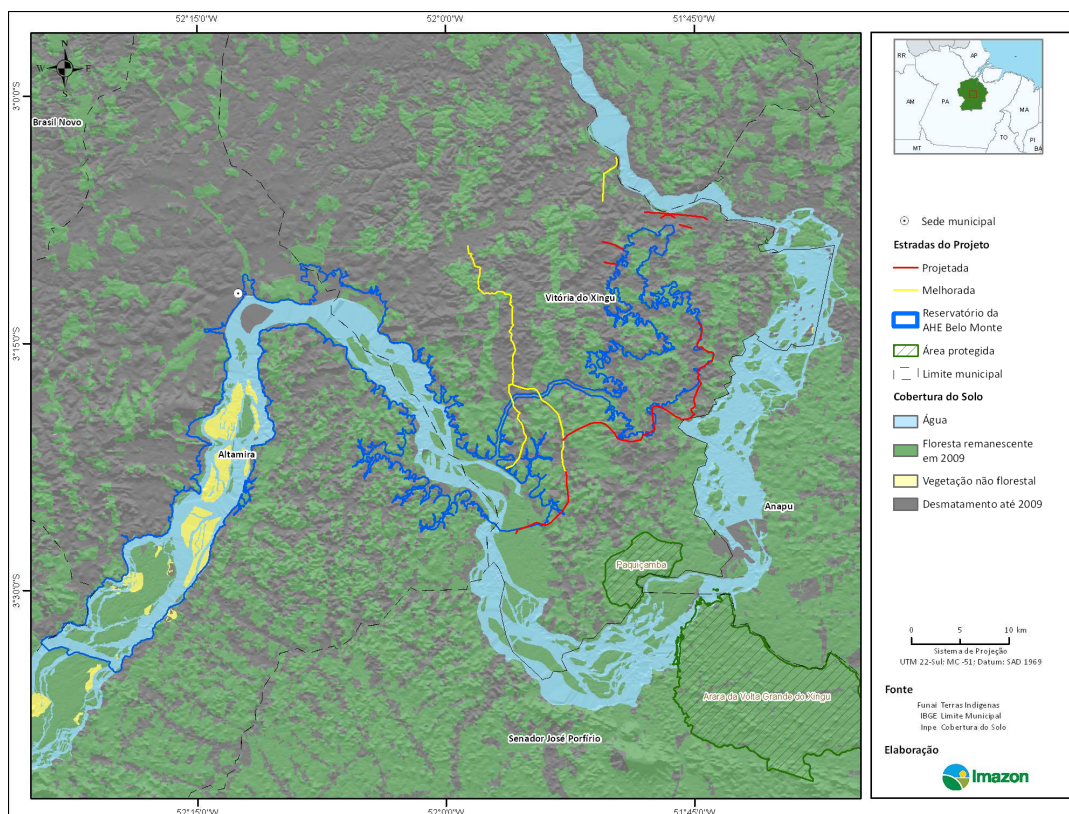 52°15'0"W
52°0'0"W
51°45'0"W
N
W
E
S
3°0'0"S
3°15'0"S
3°30'0"S
Brasil Novo
Vitória do Xingu
Altamira
Anapu
Paquiçamba
Arara da Volta Grande do Xingu
Senador José Porfírio
52°15'0"W
52°0'0"W
51°45'0"W
RR
AP
AM
PA
MA
TO
PI
MT
BA
Sede municipal
Estradas do Projeto
Projetada
Melhorada
Reservatório da
AHE Belo Monte
Área protegida
Limite municipal
Cobertura do Solo
Água
Floresta remanescente
em 2009
Vegetação não florestal
Desmatamento até 2009
0 5 10 km
Sistema de Projeção
UTM 22-Sul; MC -51; Datum: SAD 1969
Fonte
Funai Terras Indígenas
IBGE Limite Municipal
Inpe Cobertura do Solo
Elaboração
Imazon